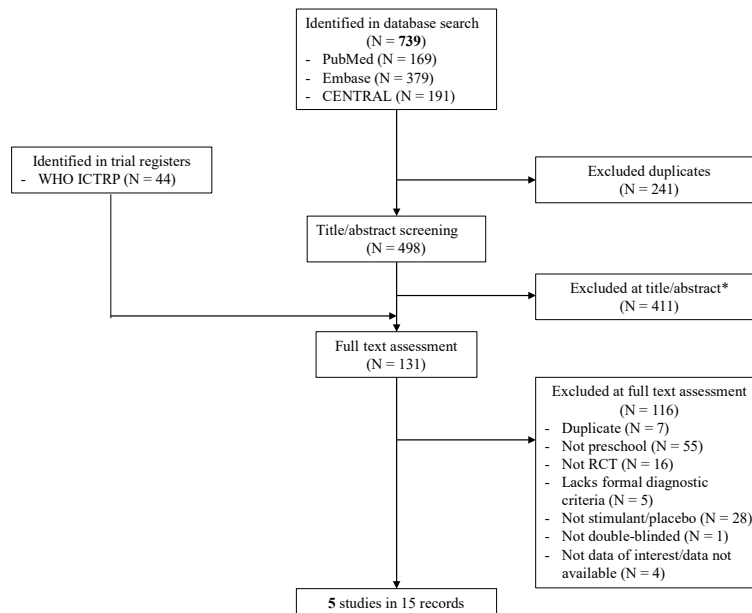 Identified in database search
(N = 739)
- PubMed (N = 169)
- Embase (N = 379)
- CENTRAL (N = 191)
Identified in trial registers
- WHO ICTRP (N = 44)
Excluded duplicates
(N = 241)
Title/abstract screening
(N = 498)
Excluded at title/abstract*
(N = 411)
Full text assessment
(N = 131)
Excluded at full text assessment
(N = 116)
- Duplicate (N = 7)
- Not preschool (N = 55)
- Not RCT (N = 16)
- Lacks formal diagnostic
criteria (N = 5)
- Not stimulant/placebo (N = 28)
- Not double-blinded (N = 1)
- Not data of interest/data not
available (N = 4)
5 studies in 15 records